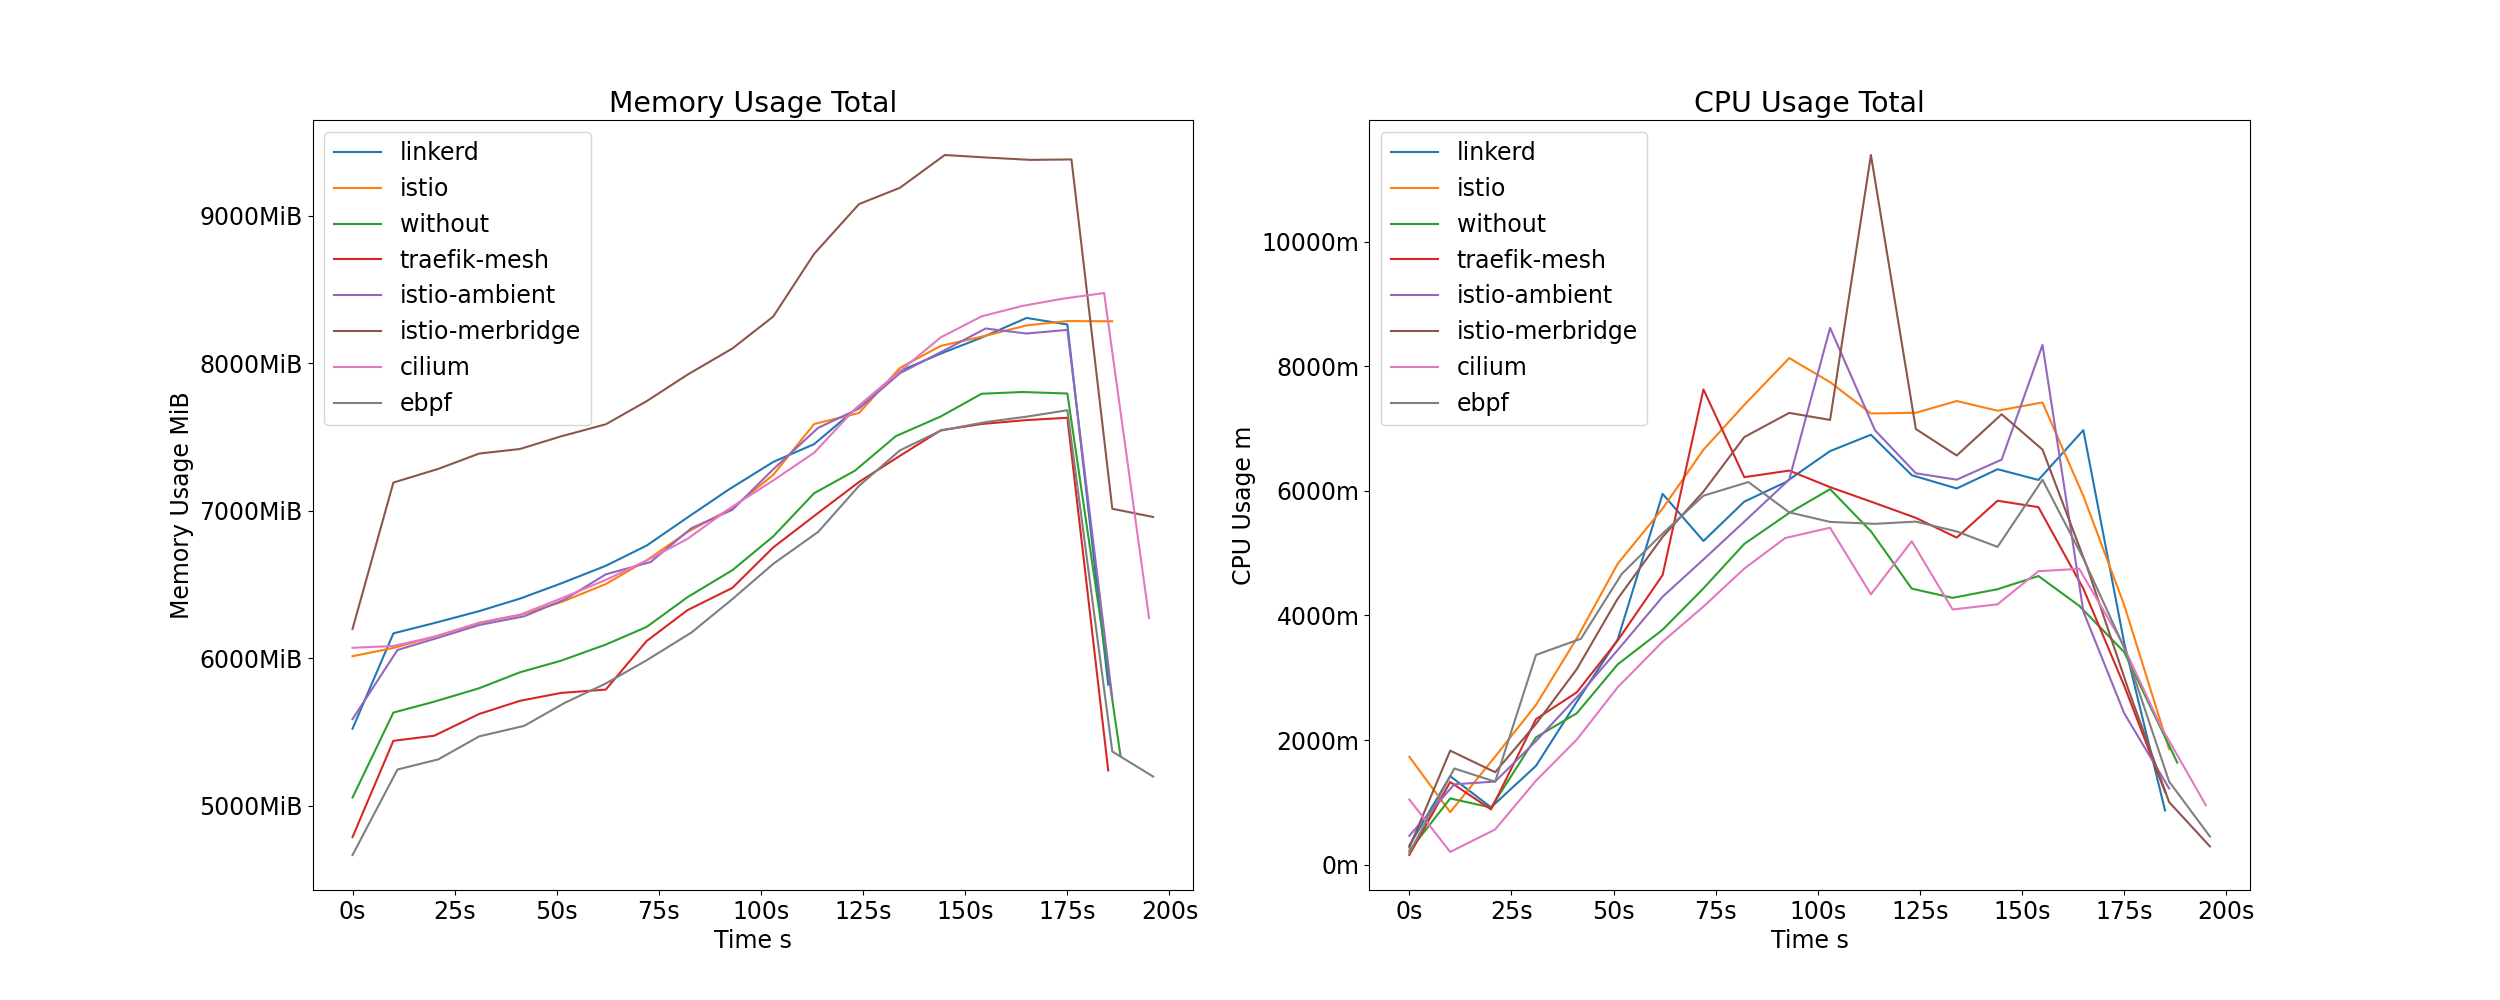 Memory Usage Total
linkerd
istio
without
traefik-mesh
istio-ambient
istio-merbridge
cilium
ebpf
9000MiB
8000MiB
7000MiB
6000MiB
5000MiB
Memory Usage MiB
0s 25s 50s 75s 100s 125s 150s 175s 200s
Time s
CPU Usage Total
linkerd
istio
without
traefik-mesh
istio-ambient
istio-merbridge
cilium
ebpf
10000m
8000m
6000m
4000m
2000m
0m
CPU Usage m
0s 25s 50s 75s 100s 125s 150s 175s 200s
Time s